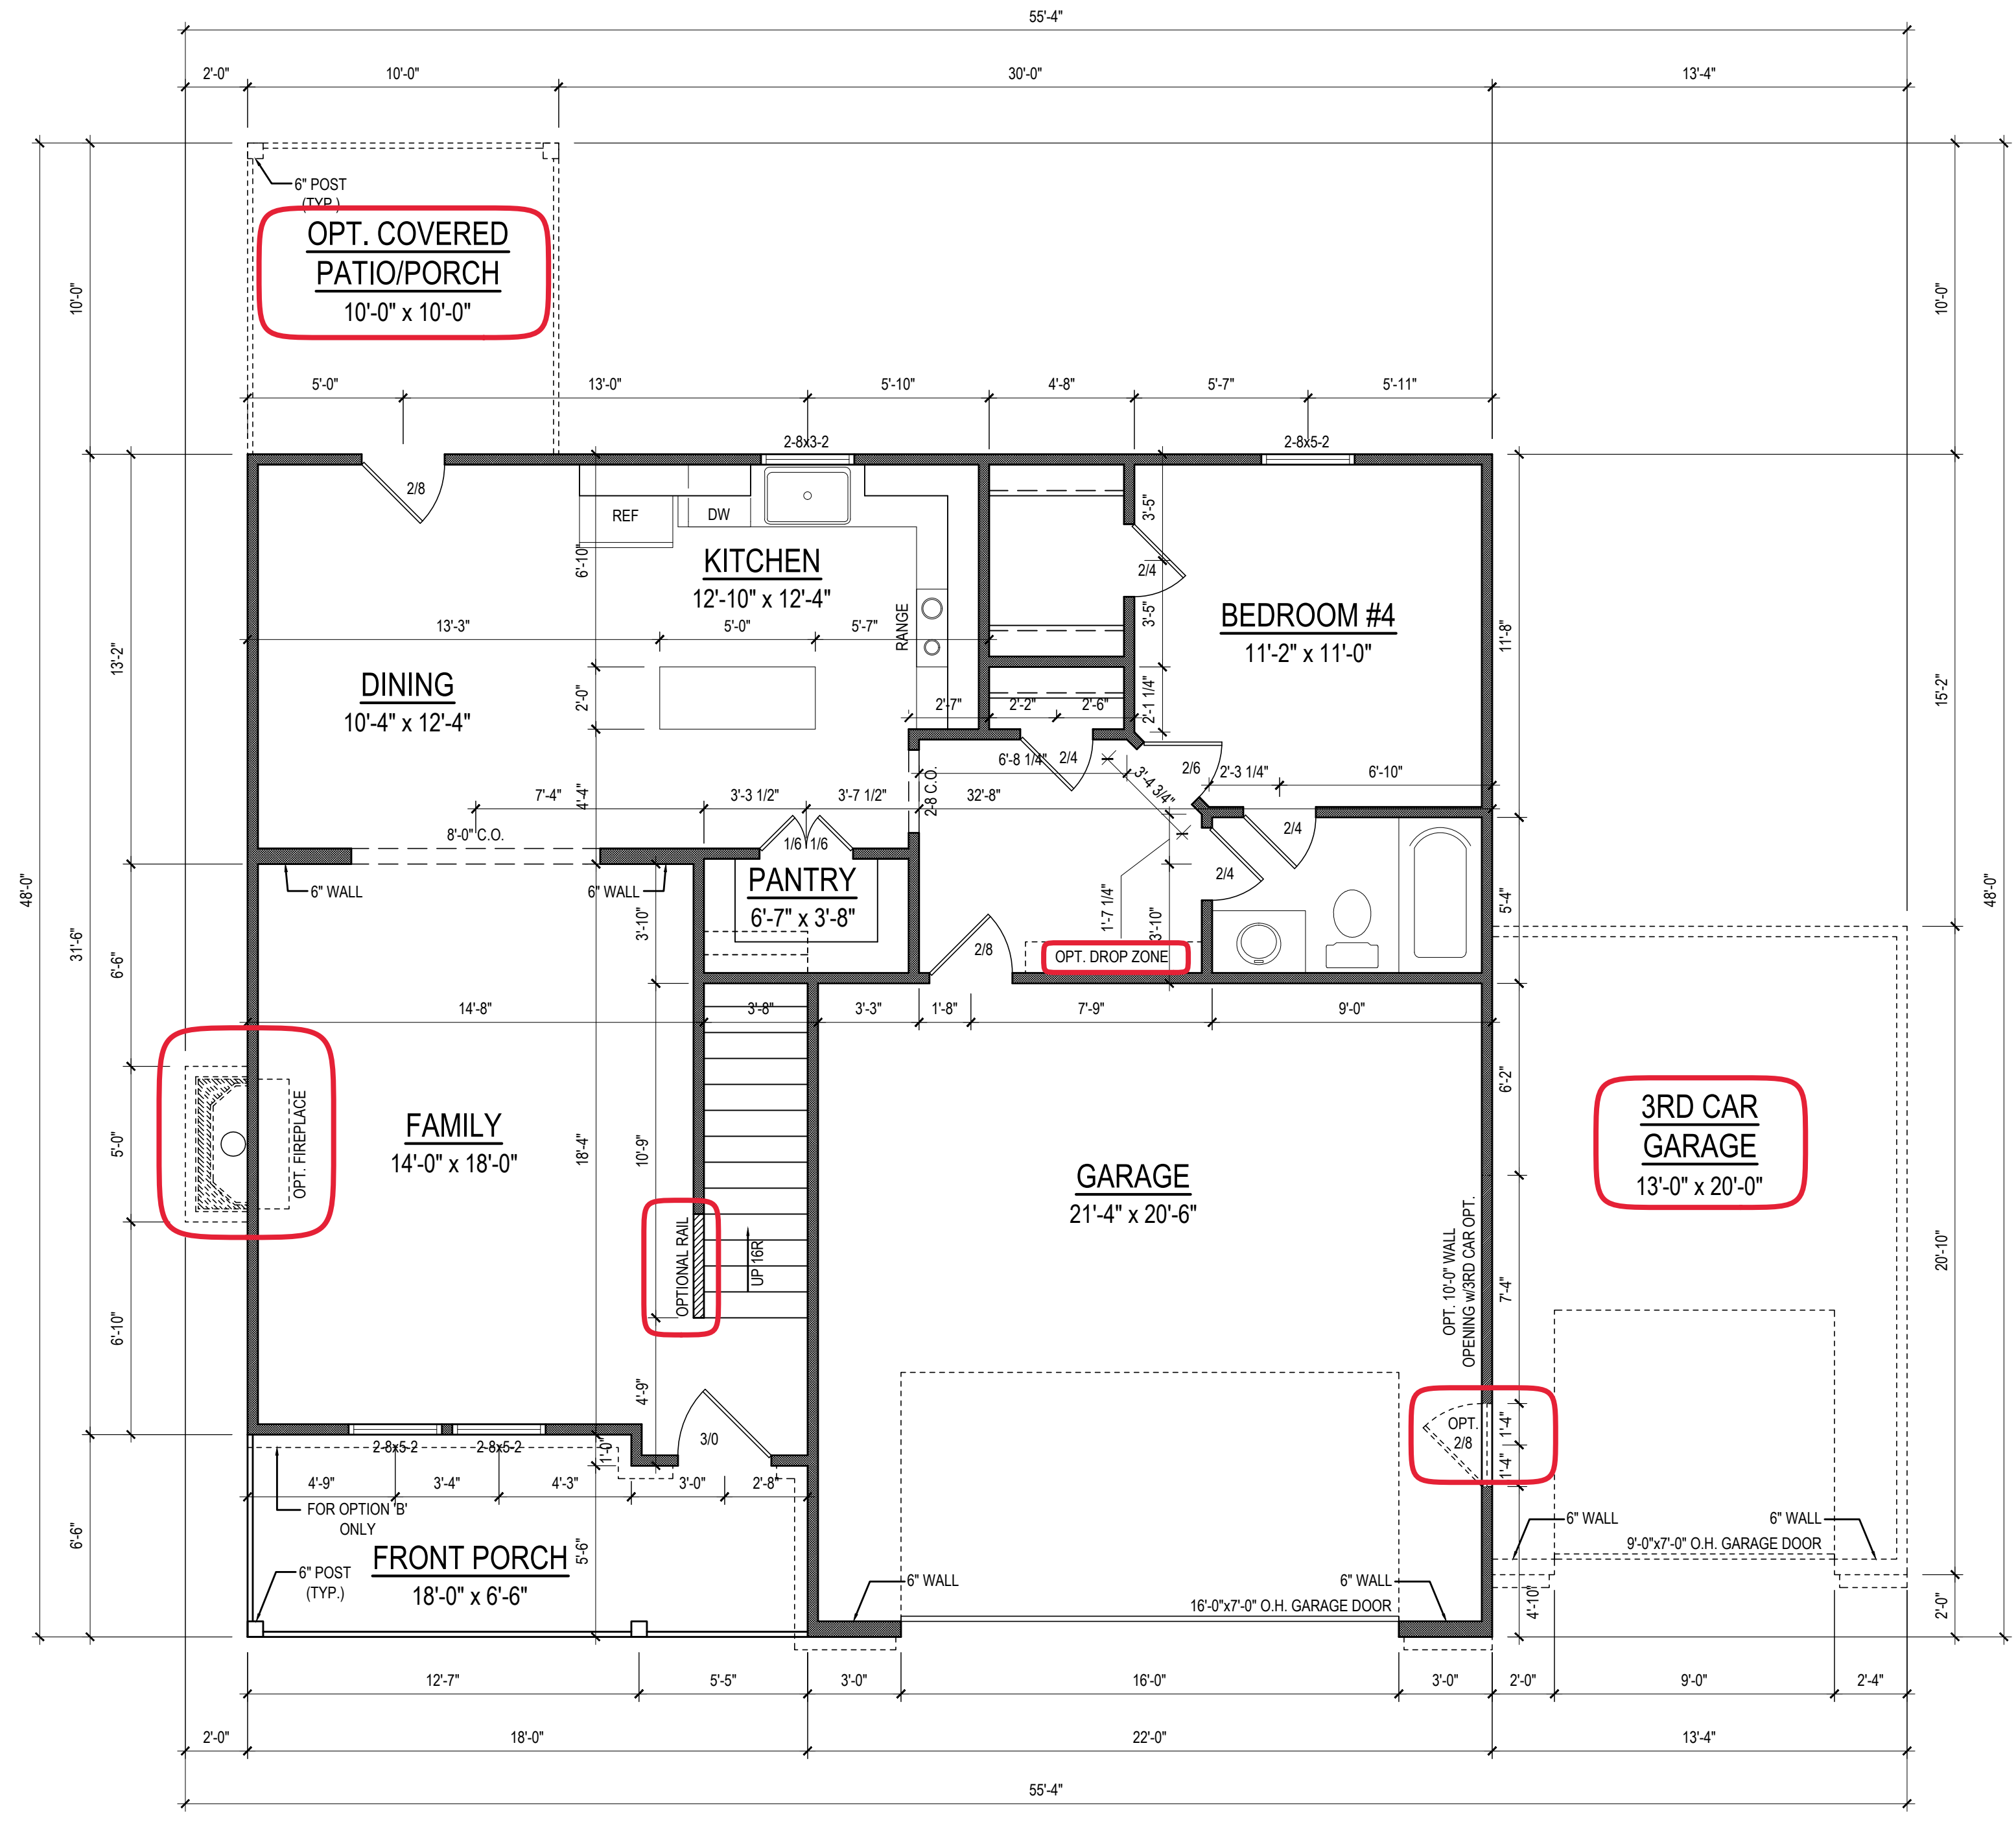 55'-4"
2'-0" 10'-0" 30'-0" 13'-4"
6" POST
(TYP.)
OPT. COVERED
PATIO/PORCH
10'-0" x 10'-0"
10'-0"
10'-0"
5'-0" 13'-0" 5'-10" 4'-8" 5'-7" 5'-11"
2-8x3-2
2-8x5-2
2/8
REF
DW
6'-10"
KITCHEN
12'-10" x 12'-4"
RANGE
3'-5"
2/4
3'-5"
BEDROOM #4
11'-2" x 11'-0"
11'-8"
13'-3" 5'-0" 5'-7"
13'-2"
15'-2"
DINING
10'-4" x 12'-4"
2'-0"
2'-7" 2'-2" 2'-6"
2'-1 1/4"
6'-8 1/4"
2/4
3'-4 3/4"
2/6
2'-3 1/4" 6'-10"
7'-4"
4'-4"
3'-3 1/2" 3'-7 1/2"
2-8 C.O.
32'-8"
8'-0" C.O.
1/6 1/6
2/4
6" WALL
6" WALL
PANTRY
6'-7" x 3'-8"
2/4
48'-0"
31'-6"
6'-6"
3'-10"
1'-7 1/4"
3'-10"
5'-4"
48'-0"
2/8
OPT. DROP ZONE
14'-8" 3'-8" 3'-3" 1'-8" 7'-9" 9'-0"
6'-2"
5'-0"
OPT. FIREPLACE
FAMILY
14'-0" x 18'-0"
18'-4"
10'-9"
GARAGE
21'-4" x 20'-6"
3RD CAR
GARAGE
13'-0" x 20'-0"
OPTIONAL RAIL
UP 16R
OPT. 10'-0" WALL
OPENING w/3RD CAR OPT.
7'-4"
20'-10"
6'-10"
4'-9"
3/0
OPT.
2/8
1'-4"
1'-4"
2-8x5-2 2-8x5-2
1'-0"
4'-9" 3'-4" 4'-3" 3'-0" 2'-8"
FOR OPTION 'B'
ONLY
6" WALL
6" WALL
9'-0"x7'-0" O.H. GARAGE DOOR
6'-6"
FRONT PORCH
18'-0" x 6'-6"
5'-6"
6" POST
(TYP.)
6" WALL
6" WALL
16'-0"x7'-0" O.H. GARAGE DOOR
4'-10"
2'-0"
12'-7" 5'-5" 3'-0" 16'-0" 3'-0" 2'-0" 9'-0" 2'-4"
2'-0" 18'-0" 22'-0" 13'-4"
55'-4"